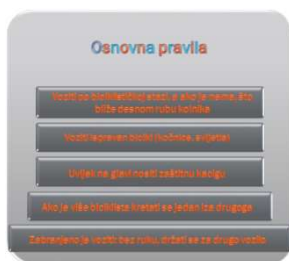 Osnovna pravila
Voziti po biciklističkoj stazi, a ako je nema, što
bliže desnom rubu kolnika
Voziti ispravan bicikl (kočnice, svijetla)
Uvijek na glavi nositi zaštitnu kacigu
Ako je više biciklista kretati se jedan iza drugoga
Zabranjeno je voziti: bez ruku, držati se za drugo vozilo